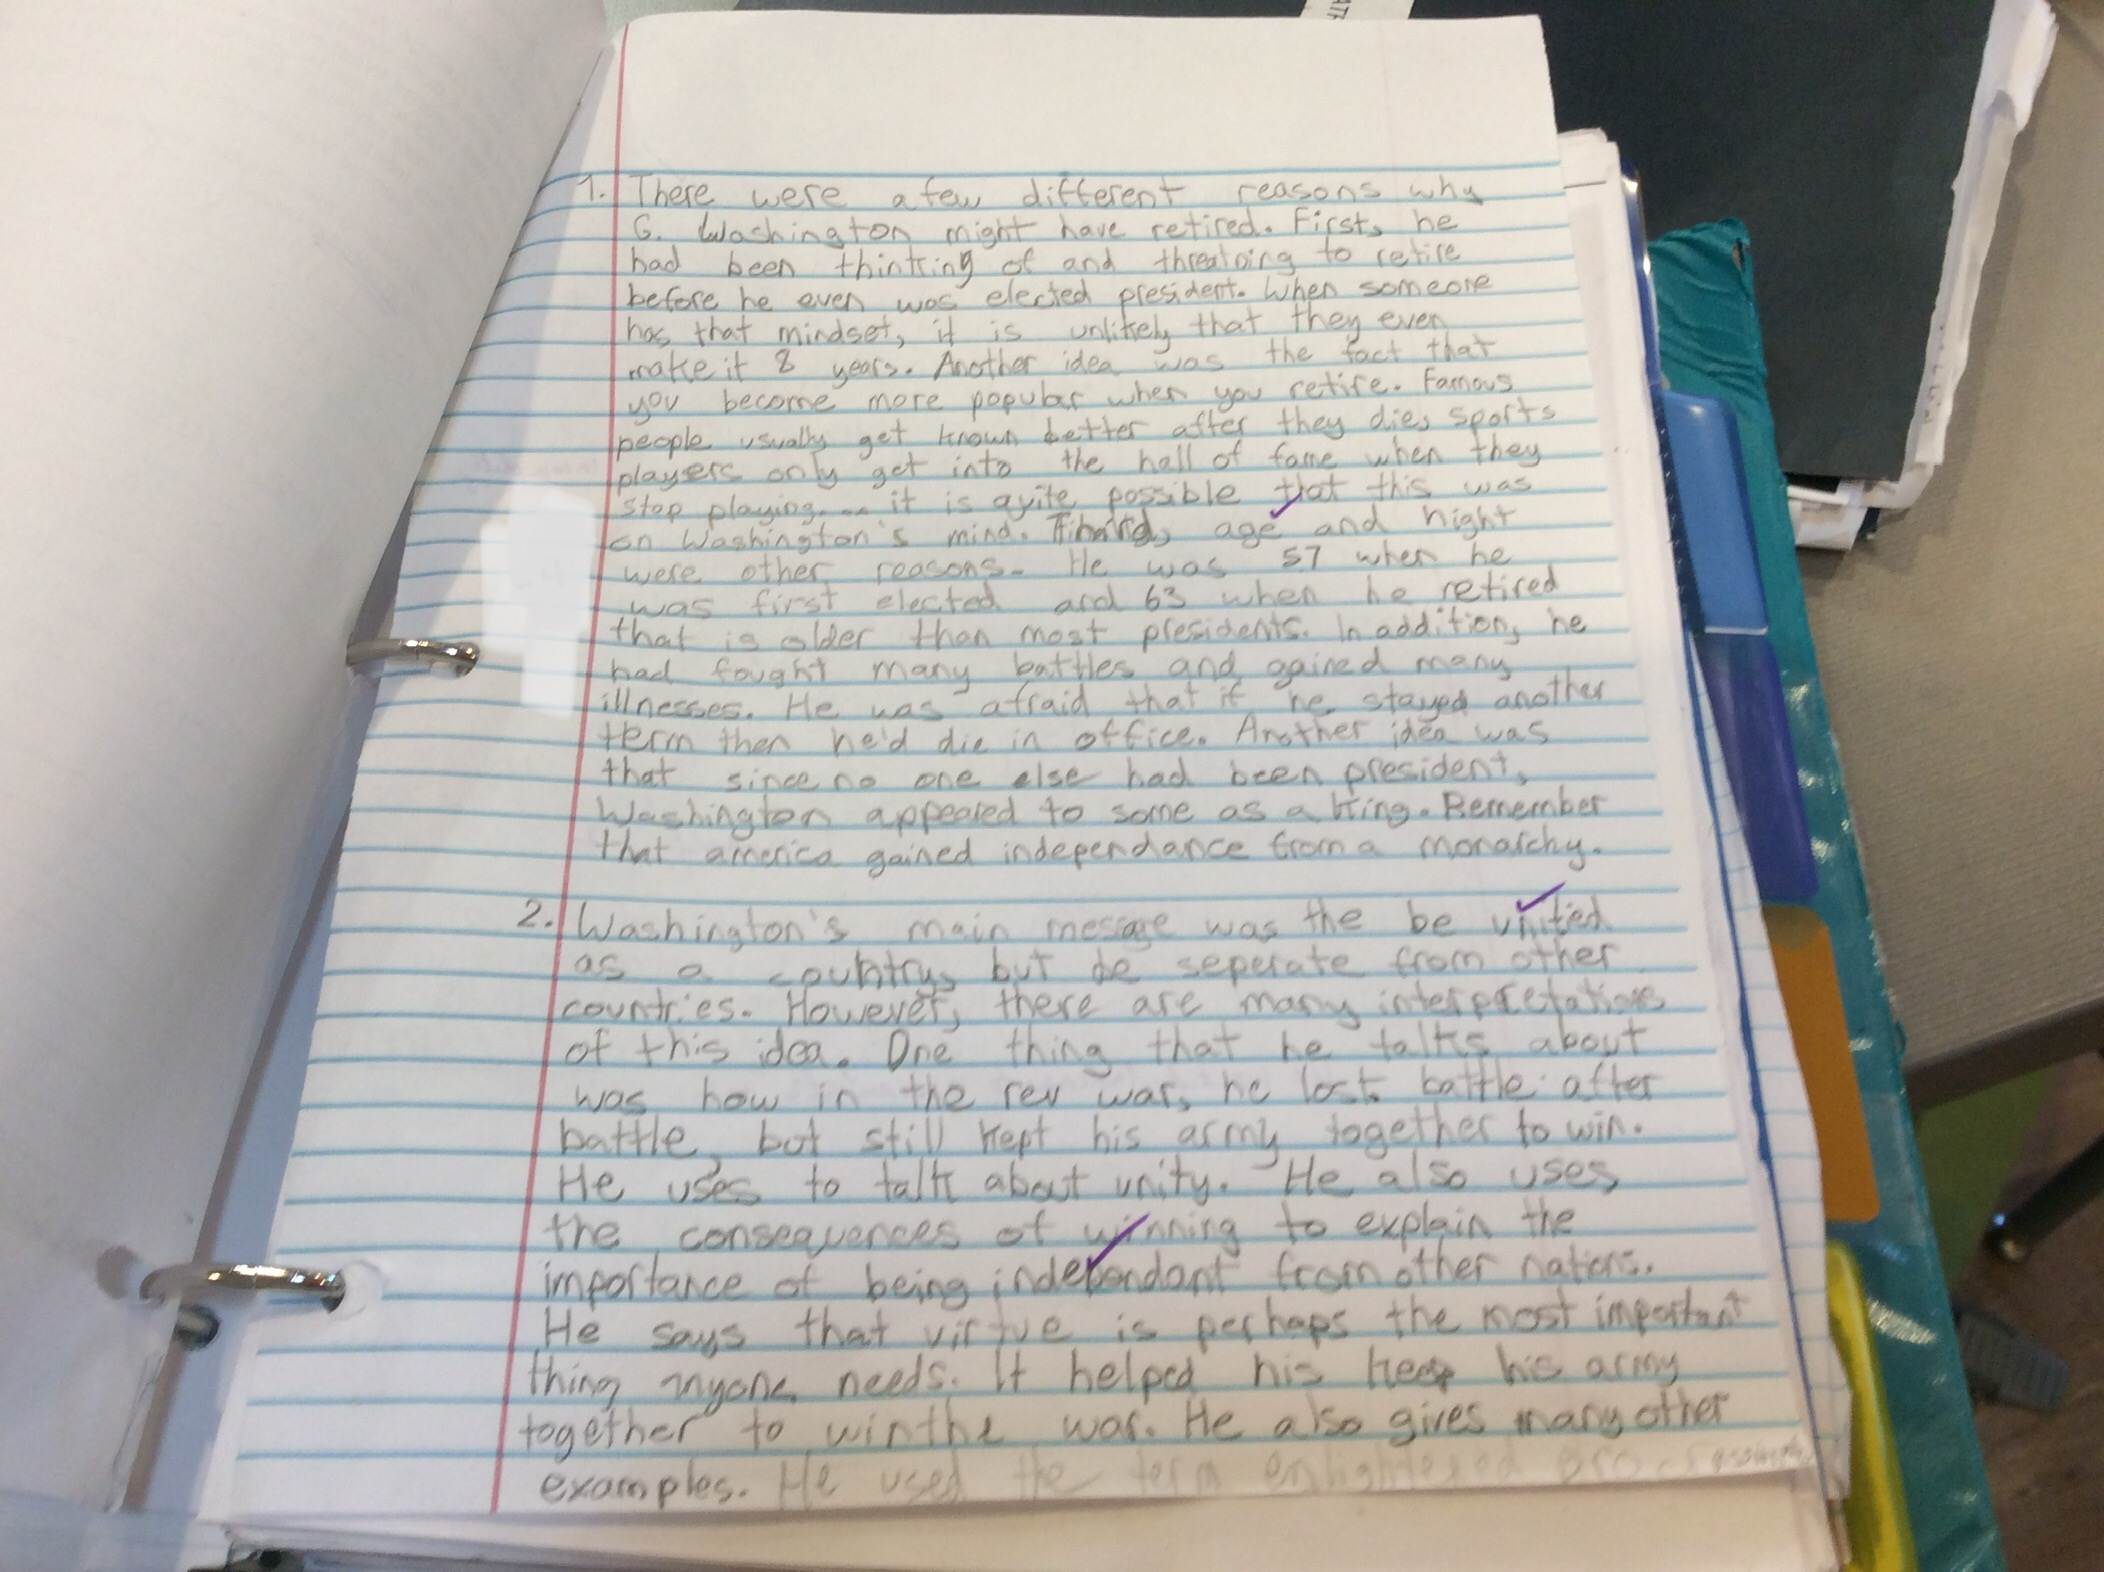 1. There were a few different reasons why
G. Washington might have retired. First, he
had been thinking of and threatoing to retire
before he even was elected president. When someone
has that mindset, it is unlikely that they even
make it 8 years. Another idea was the fact that
you become more popular when you retire. Famous
people usually get known better after they die, sports
players only get into the hall of fame when they
stop playing... it is quite possible that this was
on Washington's mind. age and hight
were other reasons. He was 57 when he
was first elected and 63 when he retired
that is older than most presidents. In addition, he
had fought many battles and gained many
illnesses. He was afraid that if he stayed another
term then he'd die in office. Another idea was
that since no one else had been president,
Washington appeared to some as a king. Remember
that america gained independance from a monarchy.
2. Washington's main message was the be unified
as a country, but be seperate from other
countries. However, there are many interpretations
of this idea. One thing that he talks about
was how in the rev war, he lost battle after
battle, but still kept his army together to win.
He uses to talk about unity. He also uses
the consequences of winning to explain the
importance of being independant from other nations.
He says that virtue is perhaps the most important
thing anyone needs. It helped his keep his army
together to win the war. He also gives many other
examples. He used the term enlightened